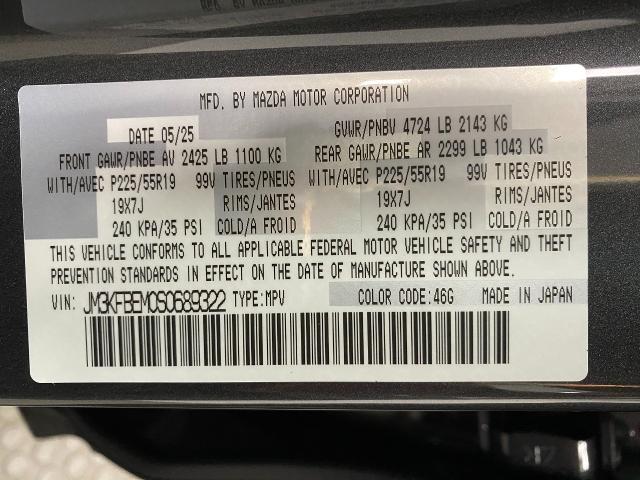 MFD. BY MAZDA MOTOR CORPORATION
DATE 05/25
GVWR/PNBV 4724 LB 2143 KG
FRONT GAWR/PNBE AV 2425 LB 1100 KG
REAR GAWR/PNBE AR 2299 LB 1043 KG
WITH/AVEC P225/55R19 99V TIRES/PNEUS
WITH/AVEC P225/55R19 99V TIRES/PNEUS
19X7J RIMS/JANTES
19X7J RIMS/JANTES
240 KPA/35 PSI COLD/A FROID
240 KPA/35 PSI COLD/A FROID
THIS VEHICLE CONFORMS TO ALL APPLICABLE FEDERAL MOTOR VEHICLE SAFETY AND THEFT
PREVENTION STANDARDS IN EFFECT ON THE DATE OF MANUFACTURE SHOWN ABOVE.
VIN: JM3KFBEM0S0689322 TYPE:MPV COLOR CODE:46G MADE IN JAPAN